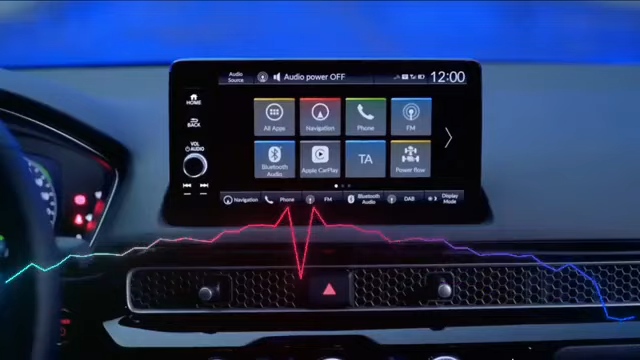 Audio
Source
Audio power OFF
12:00
HOME
BACK
VOL
AUDIO
All Apps
Navigation
Phone
FM
Bluetooth
Audio
Apple CarPlay
TA
Power flow
Navigation
Phone
FM
Bluetooth
Audio
DAB
Display
Mode